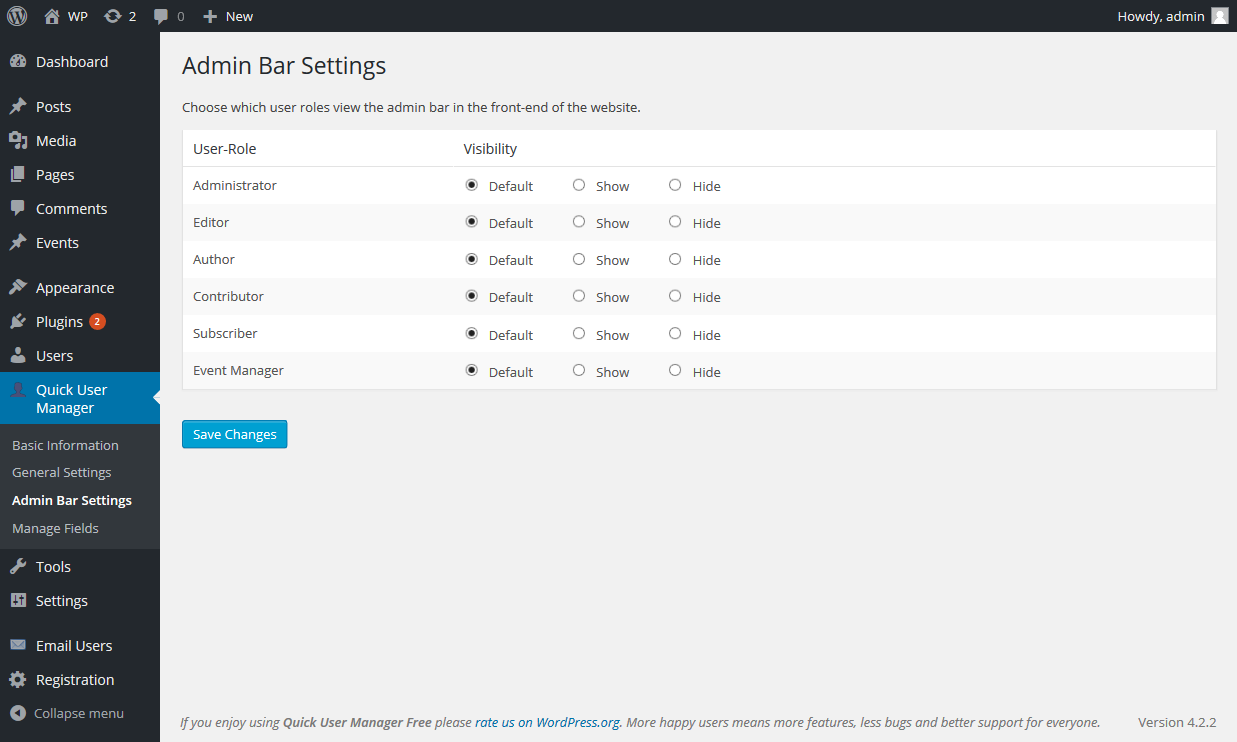 WP 2 0 New Howdy, admin
Dashboard
Posts
Media
Pages
Comments
Events
Appearance
Plugins 2
Users
Quick User
Manager
Basic Information
General Settings
Admin Bar Settings
Manage Fields
Tools
Settings
Email Users
Registration
Collapse menu
Admin Bar Settings
Choose which user roles view the admin bar in the front-end of the website.
User-Role Visibility
Administrator Default Show Hide
Editor Default Show Hide
Author Default Show Hide
Contributor Default Show Hide
Subscriber Default Show Hide
Event Manager Default Show Hide
Save Changes
If you enjoy using Quick User Manager Free please rate us on WordPress.org. More happy users means more features, less bugs and better support for everyone. Version 4.2.2